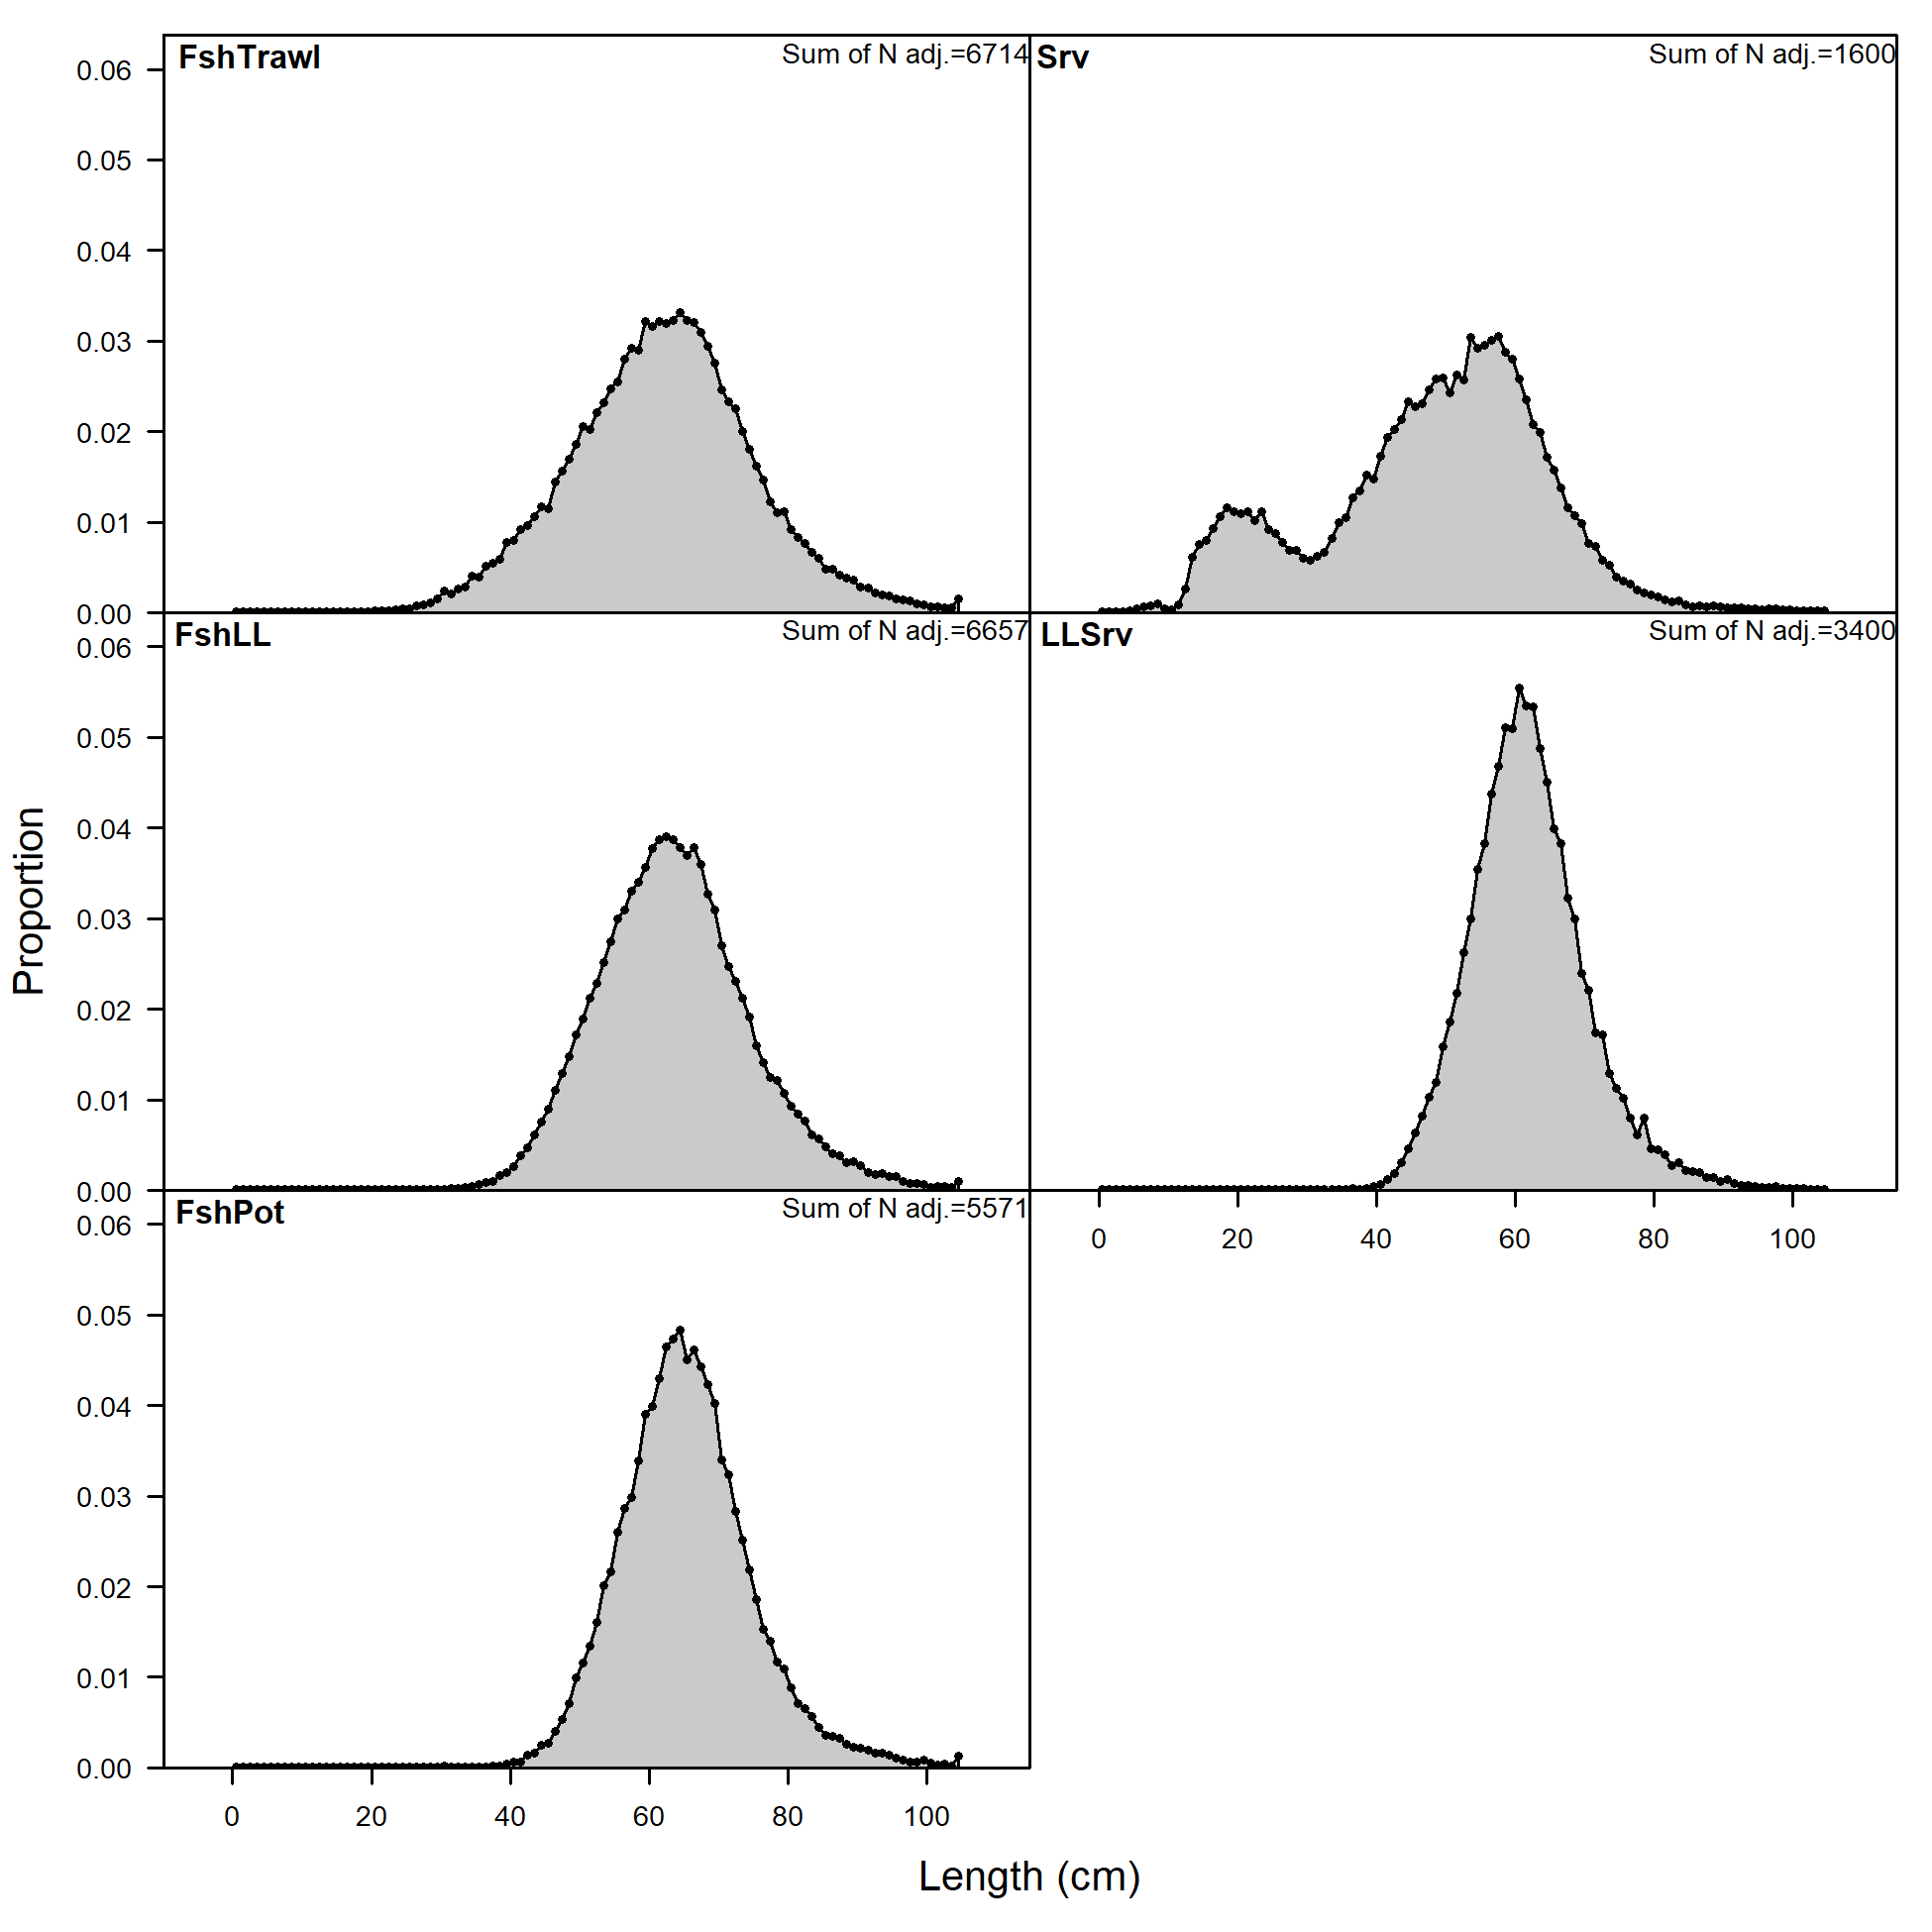 FshTrawl
Sum of N adj.=6714
Srv
Sum of N adj.=1600
0.06
0.05
0.04
0.03
0.02
0.01
0.00
FshLL
Sum of N adj.=6657
LLSrv
Sum of N adj.=3400
0.06
0.05
0.04
0.03
0.02
0.01
0.00
Proportion
FshPot
Sum of N adj.=5571
0 20 40 60 80 100
0.06
0.05
0.04
0.03
0.02
0.01
0.00
0 20 40 60 80 100
Length (cm)